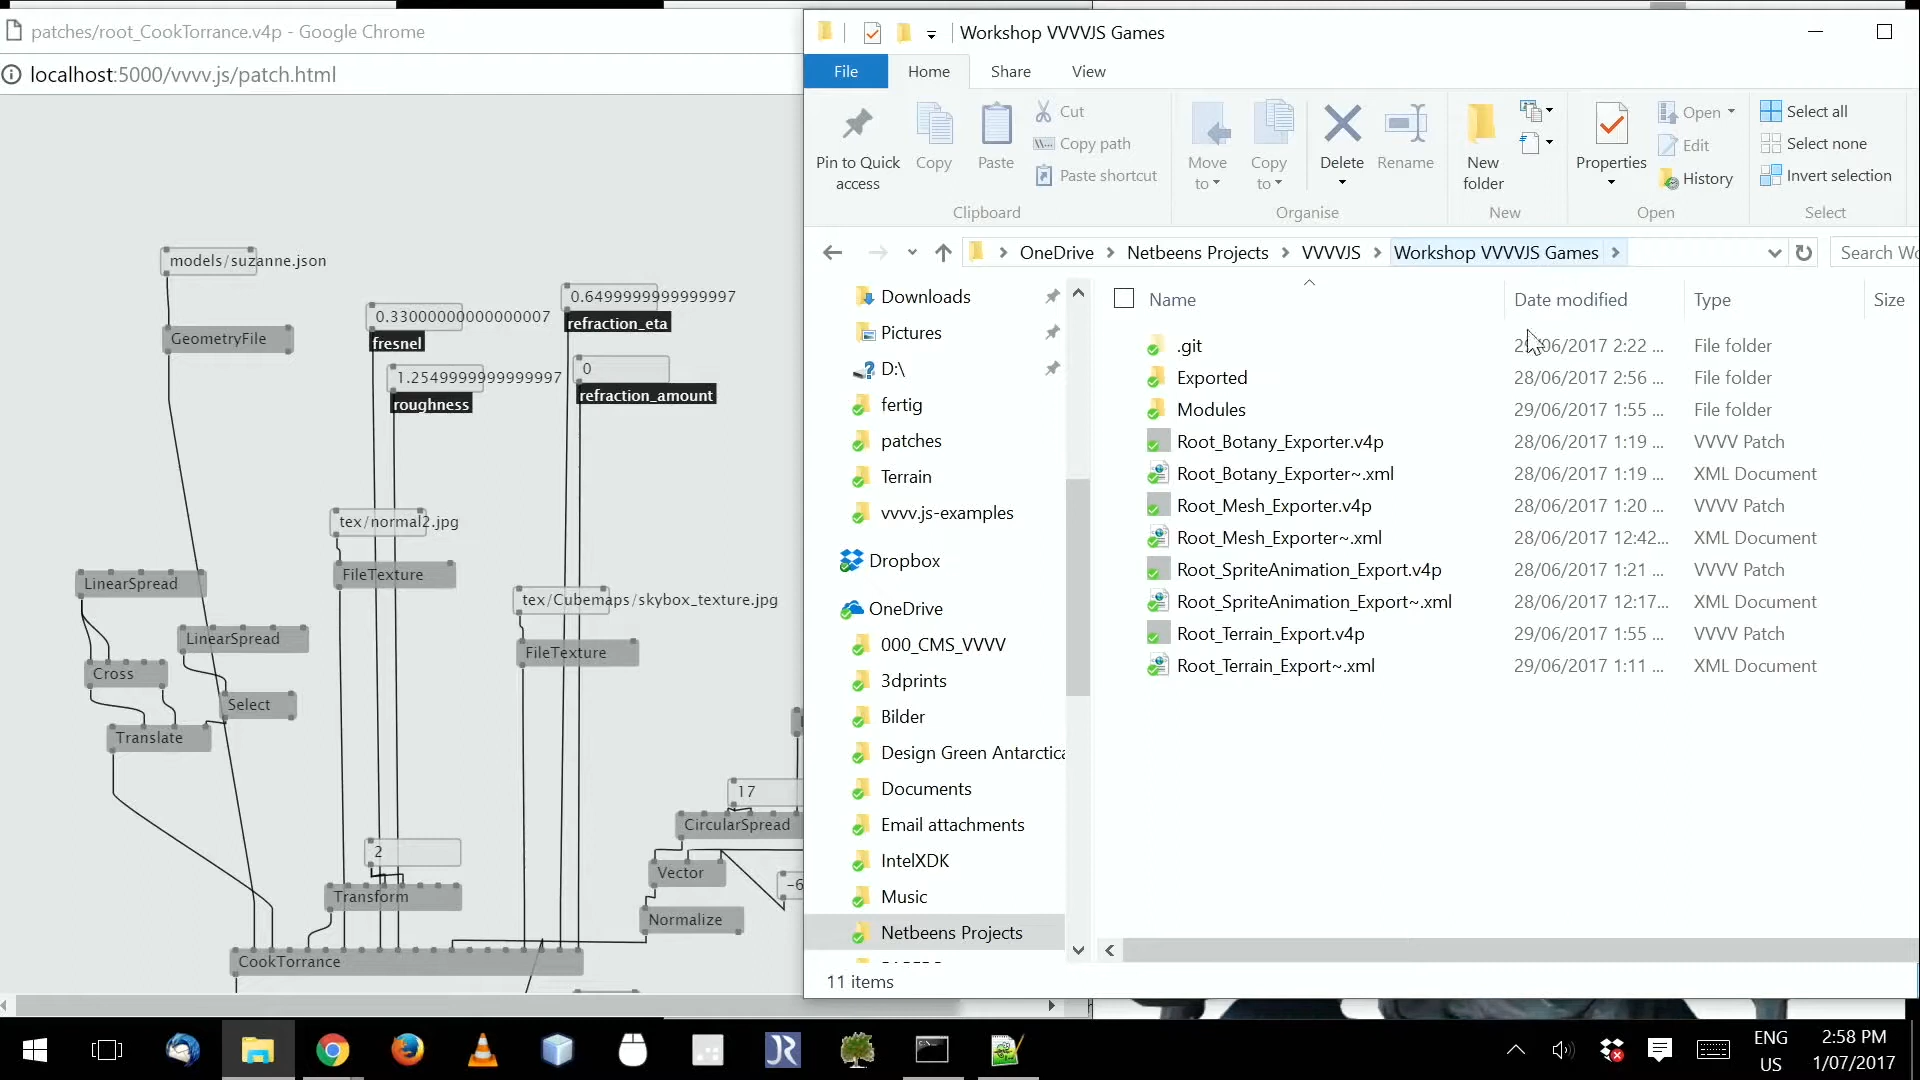 patches/root_CookTorrance.v4p - Google Chrome
localhost:5000/vvvv.js/patch.html
models/suzanne.json
GeometryFile
0.33000000000000007
fresnel
0.6499999999999997
refraction_eta
1.2549999999999997
roughness
0
refraction_amount
tex/normal2.jpg
FileTexture
LinearSpread
LinearSpread
Cross
Select
Translate
tex/Cubemaps/skybox_texture.jpg
FileTexture
17
CircularSpread
Vector
-6
Normalize
2
Transform
CookTorrance
Workshop VVVVJS Games
File
Home
Share
View
Pin to Quick
access
Copy
Paste
Cut
Copy path
Paste shortcut
Clipboard
Move
to
Copy
to
Delete
Rename
Organise
New
folder
New
Properties
Open
Edit
History
Open
Select all
Select none
Invert selection
Select
OneDrive
Netbeens Projects
VVVVJS
Workshop VVVVJS Games
Search Wo
Downloads
Pictures
D:\
fertig
patches
Terrain
vvvv.js-examples
Dropbox
OneDrive
000_CMS_VVVV
3dprints
Bilder
Design Green Antarctica
Documents
Email attachments
IntelXDK
Music
Netbeens Projects
Name Date modified Type Size
.git 29/06/2017 2:22 ... File folder
Exported 28/06/2017 2:56 ... File folder
Modules 29/06/2017 1:55 ... File folder
Root_Botany_Exporter.v4p 28/06/2017 1:19 ... VVVV Patch
Root_Botany_Exporter~.xml 28/06/2017 1:19 ... XML Document
Root_Mesh_Exporter.v4p 28/06/2017 1:20 ... VVVV Patch
Root_Mesh_Exporter~.xml 28/06/2017 12:42... XML Document
Root_SpriteAnimation_Export.v4p 28/06/2017 1:21 ... VVVV Patch
Root_SpriteAnimation_Export~.xml 28/06/2017 12:17... XML Document
Root_Terrain_Export.v4p 29/06/2017 1:55 ... VVVV Patch
Root_Terrain_Export~.xml 29/06/2017 1:11 ... XML Document
11 items
ENG
US
2:58 PM
1/07/2017